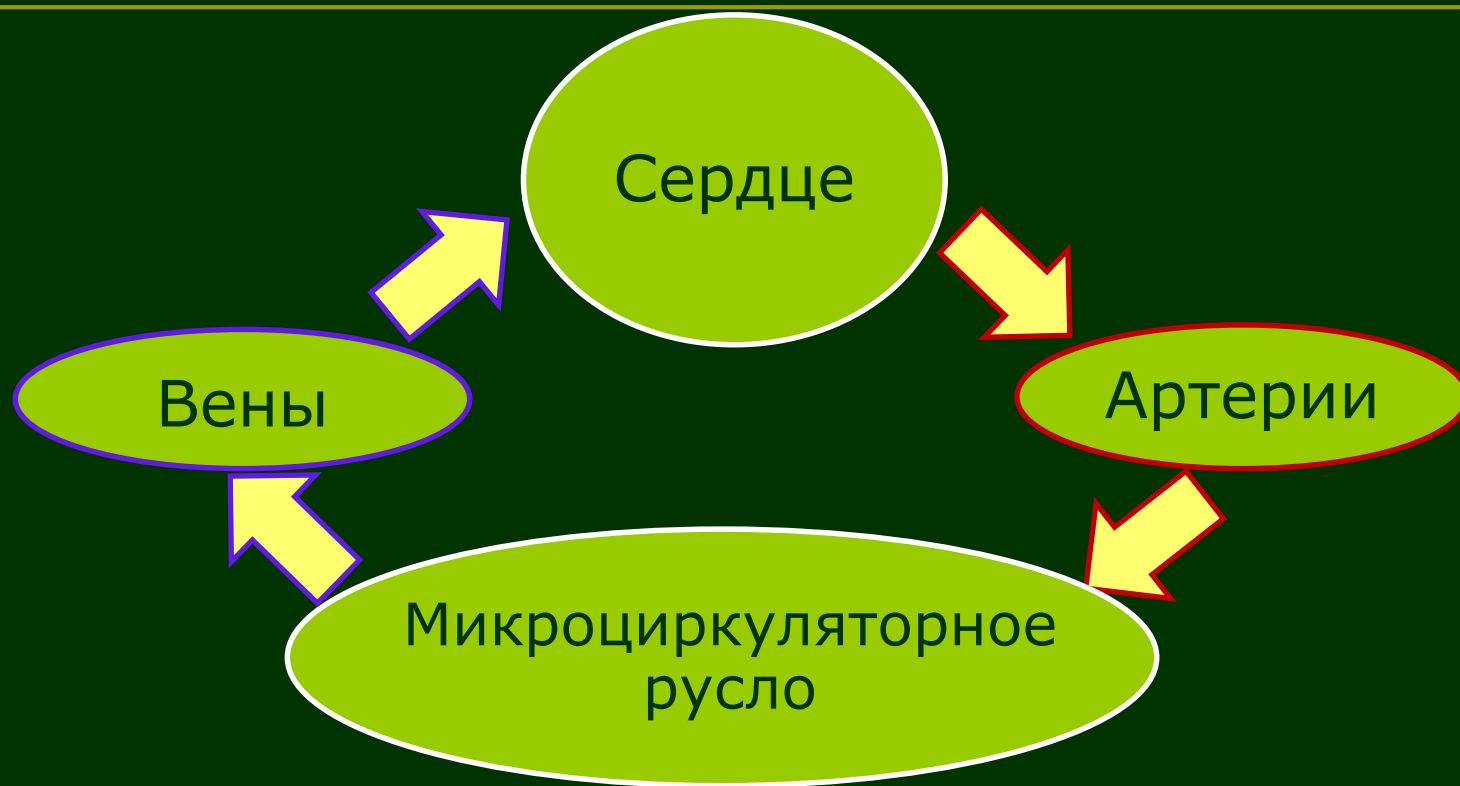 Сердце
Вены
Артерии
Микроциркуляторное
русло